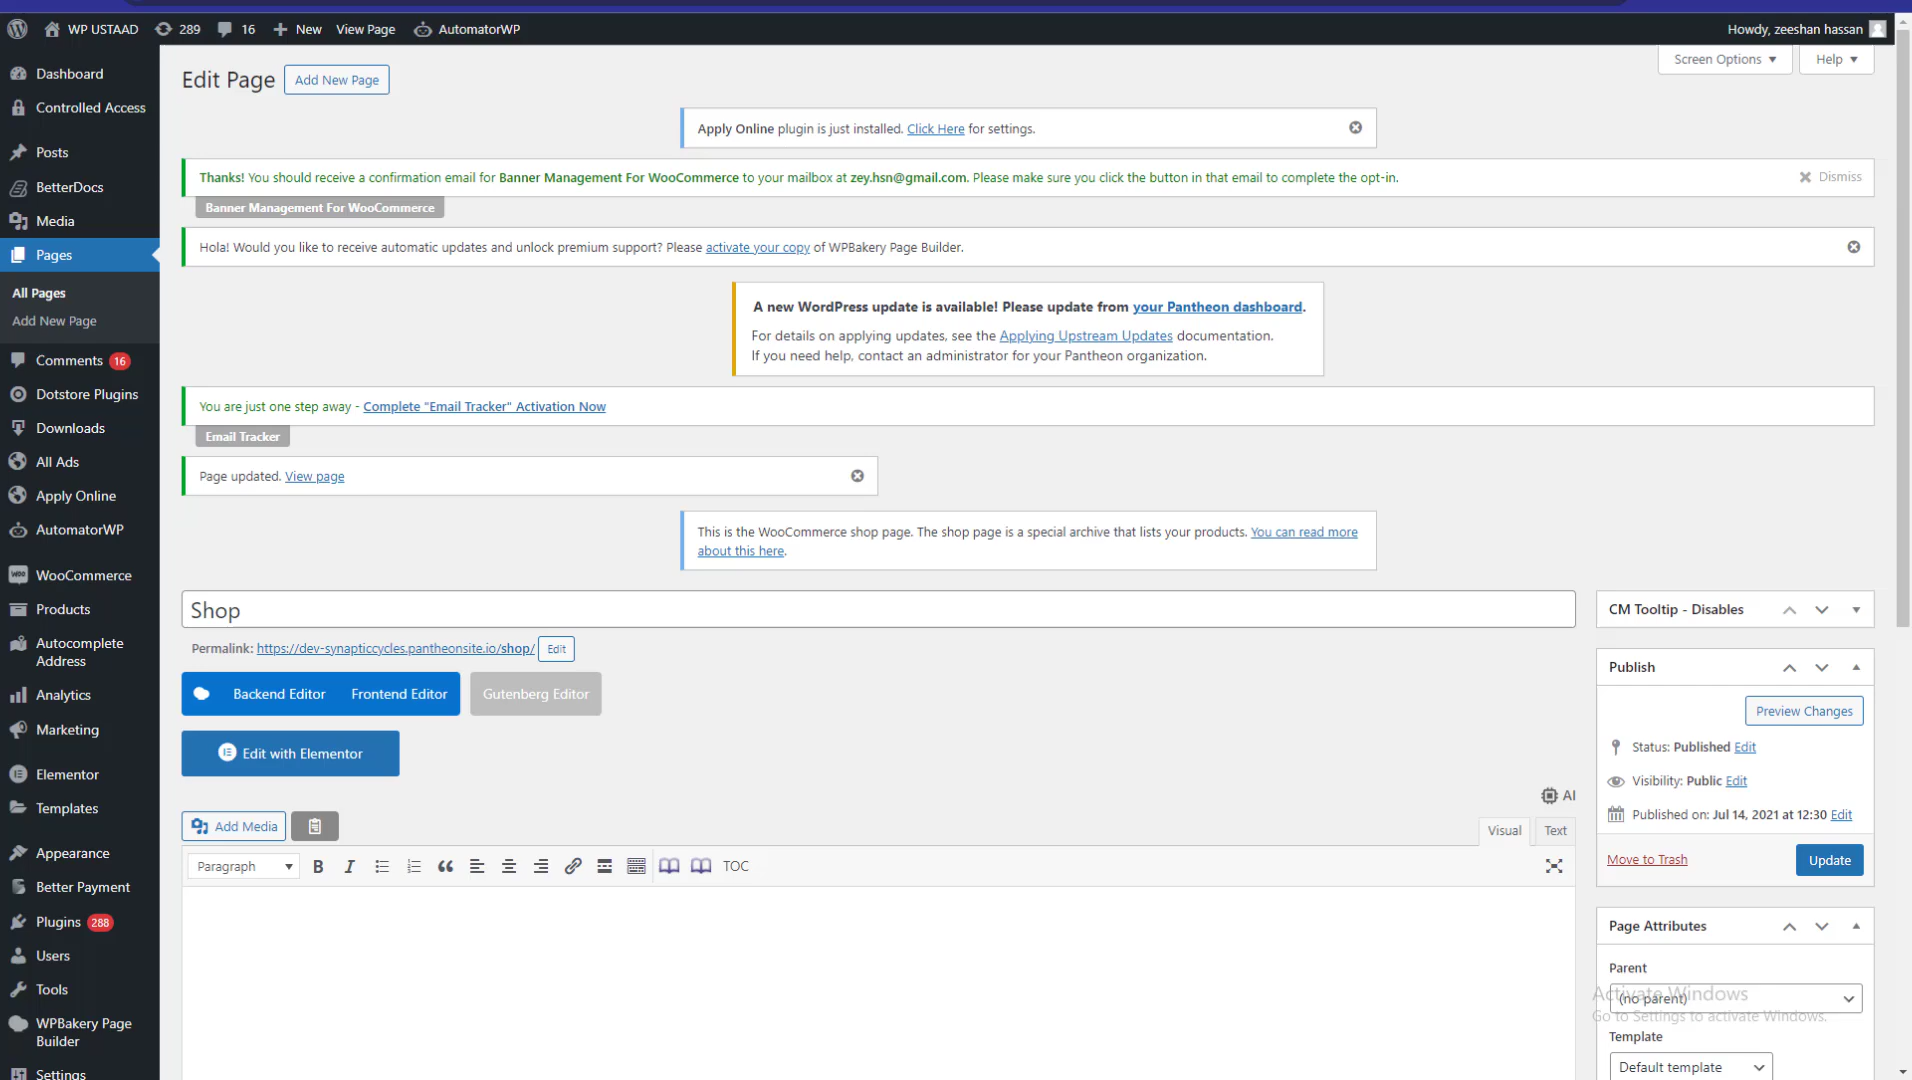 WP USTAAD 289 16 New View Page AutomatorWP Howdy, zeeshan hassan
Dashboard
Controlled Access
Posts
BetterDocs
Media
Pages
All Pages
Add New Page
Comments 16
Dotstore Plugins
Downloads
All Ads
Apply Online
AutomatorWP
WooCommerce
Products
Autocomplete
Address
Analytics
Marketing
Elementor
Templates
Appearance
Better Payment
Plugins 288
Users
Tools
WPBakery Page
Builder
Settings
Edit Page Add New Page
Screen Options Help
Apply Online plugin is just installed. Click Here for settings.
Thanks! You should receive a confirmation email for Banner Management For WooCommerce to your mailbox at zey.hsn@gmail.com. Please make sure you click the button in that email to complete the opt-in. Dismiss
Banner Management For WooCommerce
Hola! Would you like to receive automatic updates and unlock premium support? Please activate your copy of WPBakery Page Builder.
A new WordPress update is available! Please update from your Pantheon dashboard.
For details on applying updates, see the Applying Upstream Updates documentation.
If you need help, contact an administrator for your Pantheon organization.
You are just one step away - Complete "Email Tracker" Activation Now
Email Tracker
Page updated. View page
This is the WooCommerce shop page. The shop page is a special archive that lists your products. You can read more
about this here.
Shop
Permalink: https://dev-synapticcycles.pantheonsite.io/shop/ Edit
Backend Editor Frontend Editor Gutenberg Editor
Edit with Elementor
AI
Add Media
Visual Text
Paragraph B I TOC
CM Tooltip - Disables
Publish
Preview Changes
Status: Published Edit
Visibility: Public Edit
Published on: Jul 14, 2021 at 12:30 Edit
Move to Trash Update
Page Attributes
Parent
(no parent)
Activate Windows
Go to Settings to activate Windows.
Template
Default template